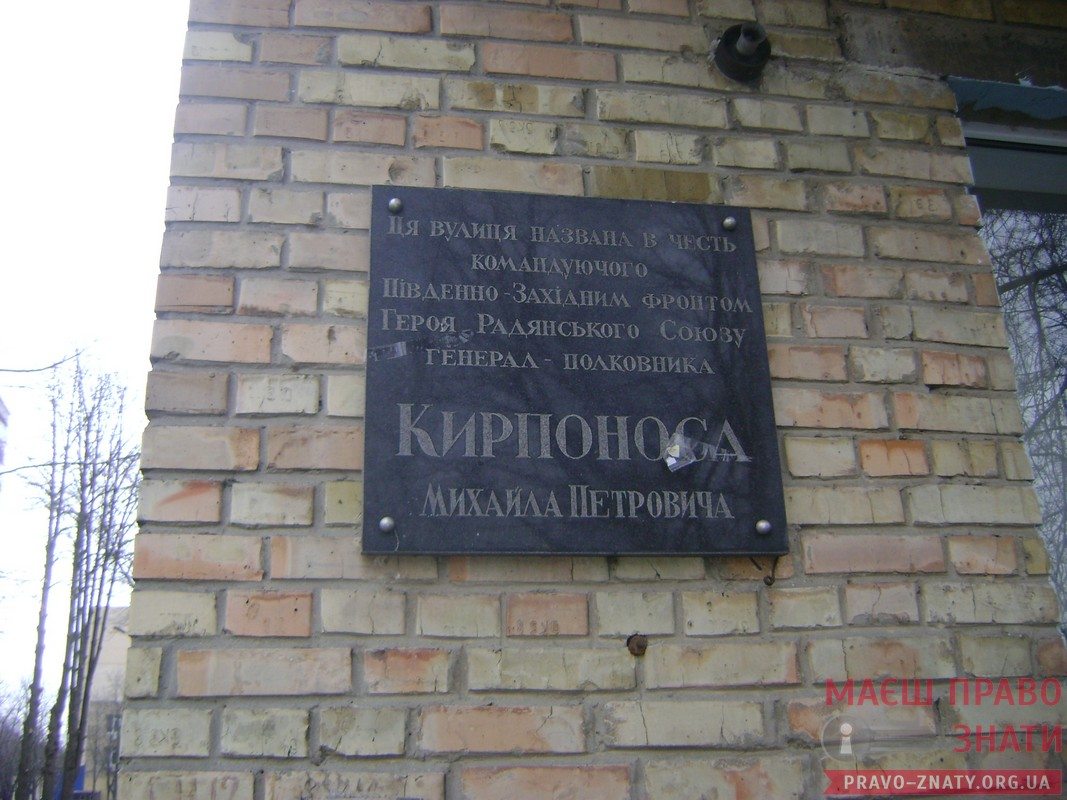 Ця вулиця названа в честь
командуючого
Південно-Західним фронтом
Героя Радянського Союзу
генерал-полковника
Кирпоноса
Михайла Петровича
МАЄШ ПРАВО
ЗНАТИ
PRAVO-ZNATY.ORG.UA